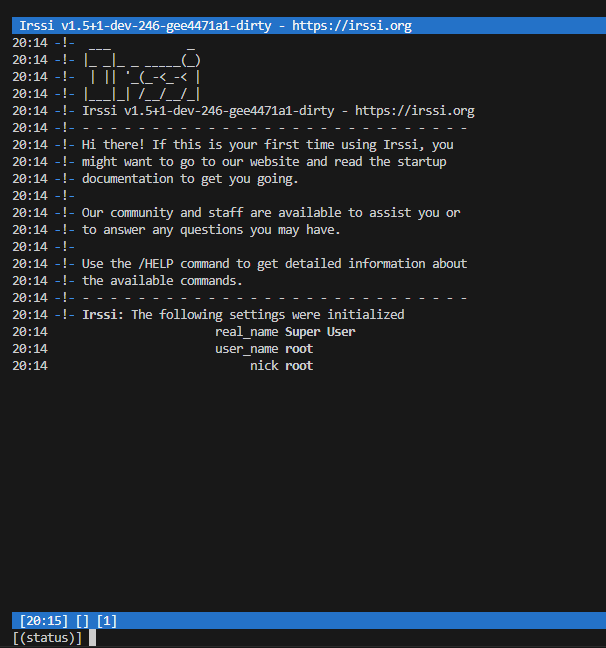 Irssi v1.5+1-dev-246-gee4471a1-dirty - https://irssi.org
20:14 -!-  ___           _
20:14 -!- |_ _|_ _ _____(_)
20:14 -!-  | || '_(_-<_-< |
20:14 -!- |___|_| /__/__/_|
20:14 -!- Irssi v1.5+1-dev-246-gee4471a1-dirty - https://irssi.org
20:14 -!- - - - - - - - - - - - - - - - - - - - - - - - - - - - -
20:14 -!- Hi there! If this is your first time using Irssi, you
20:14 -!- might want to go to our website and read the startup
20:14 -!- documentation to get you going.
20:14 -!-
20:14 -!- Our community and staff are available to assist you or
20:14 -!- to answer any questions you may have.
20:14 -!-
20:14 -!- Use the /HELP command to get detailed information about
20:14 -!- the available commands.
20:14 -!- - - - - - - - - - - - - - - - - - - - - - - - - - - - -
20:14 -!- Irssi: The following settings were initialized
20:14                        real_name Super User
20:14                        user_name root
20:14                             nick root
[20:15] [] [1]
[(status)]